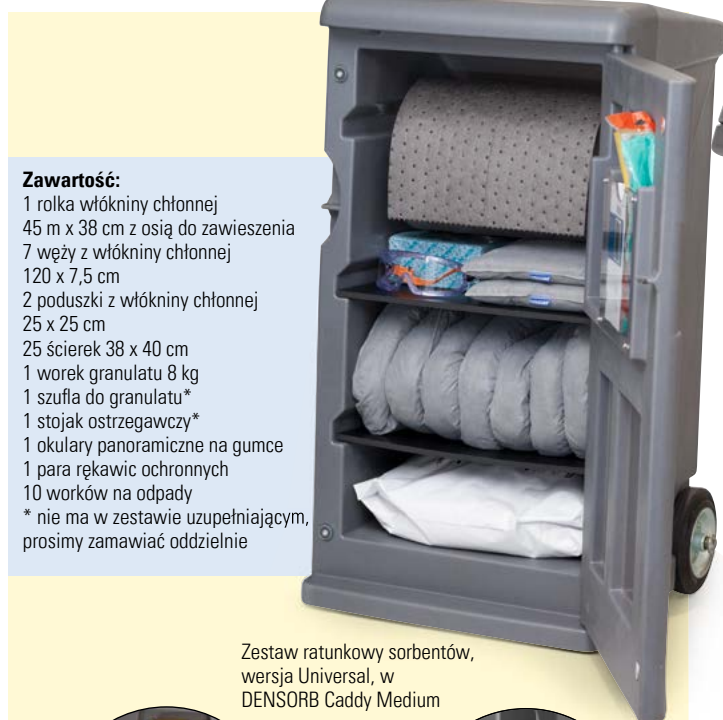 Zawartość:
1 rolka włókniny chłonnej
45 m x 38 cm z osią do zawieszenia
7 węży z włókniny chłonnej
120 x 7,5 cm
2 poduszki z włókniny chłonnej
25 x 25 cm
25 ścierek 38 x 40 cm
1 worek granulatu 8 kg
1 szufla do granulatu*
1 stojak ostrzegawczy*
1 okulary panoramiczne na gumce
1 para rękawic ochronnych
10 worków na odpady
* nie ma w zestawie uzupełniającym,
prosimy zamawiać oddzielnie
Zestaw ratunkowy sorbentów,
wersja Universal, w
DENSORB Caddy Medium